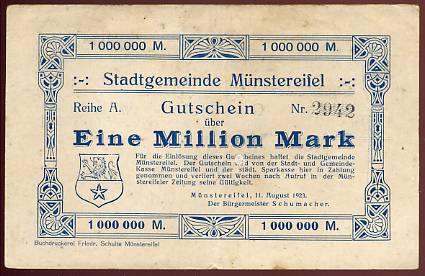 1 000 000 M. 1 000 000 M.
:-: Stadtgemeinde Münstereifel :-:
Reihe A. Gutschein Nr. 2942
über
Eine Million Mark
Für die Einlösung dieses Gutscheines haftet die Stadtgemeinde
Münstereifel. Der Gutschein wird von der Stadt- und Gemeinde-
Kasse Münstereifel und der städt. Sparkasse hier in Zahlung
genommen und verliert zwei Wochen nach Aufruf in der Mün-
stereifeler Zeitung seine Gültigkeit.
Münstereifel, 11. August 1923.
Der Bürgermeister Schumacher.
1 000 000 M. 1 000 000 M.
Buchdruckerei Friedr. Schulte Münstereifel